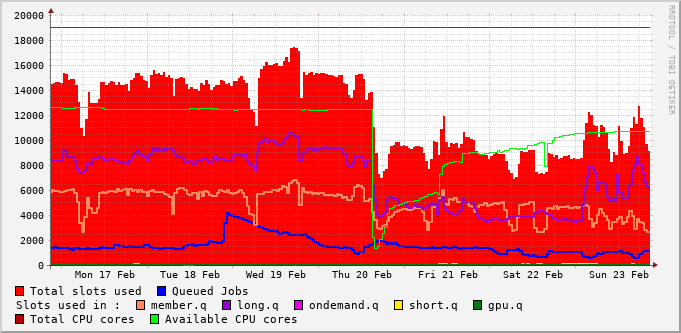 RRDTOOL / TOBI OETIKER
20000
18000
16000
14000
12000
10000
8000
6000
4000
2000
0
Mon 17 Feb Tue 18 Feb Wed 19 Feb Thu 20 Feb Fri 21 Feb Sat 22 Feb Sun 23 Feb
Total slots used Queued Jobs
Slots used in : member.q long.q ondemand.q short.q gpu.q
Total CPU cores Available CPU cores